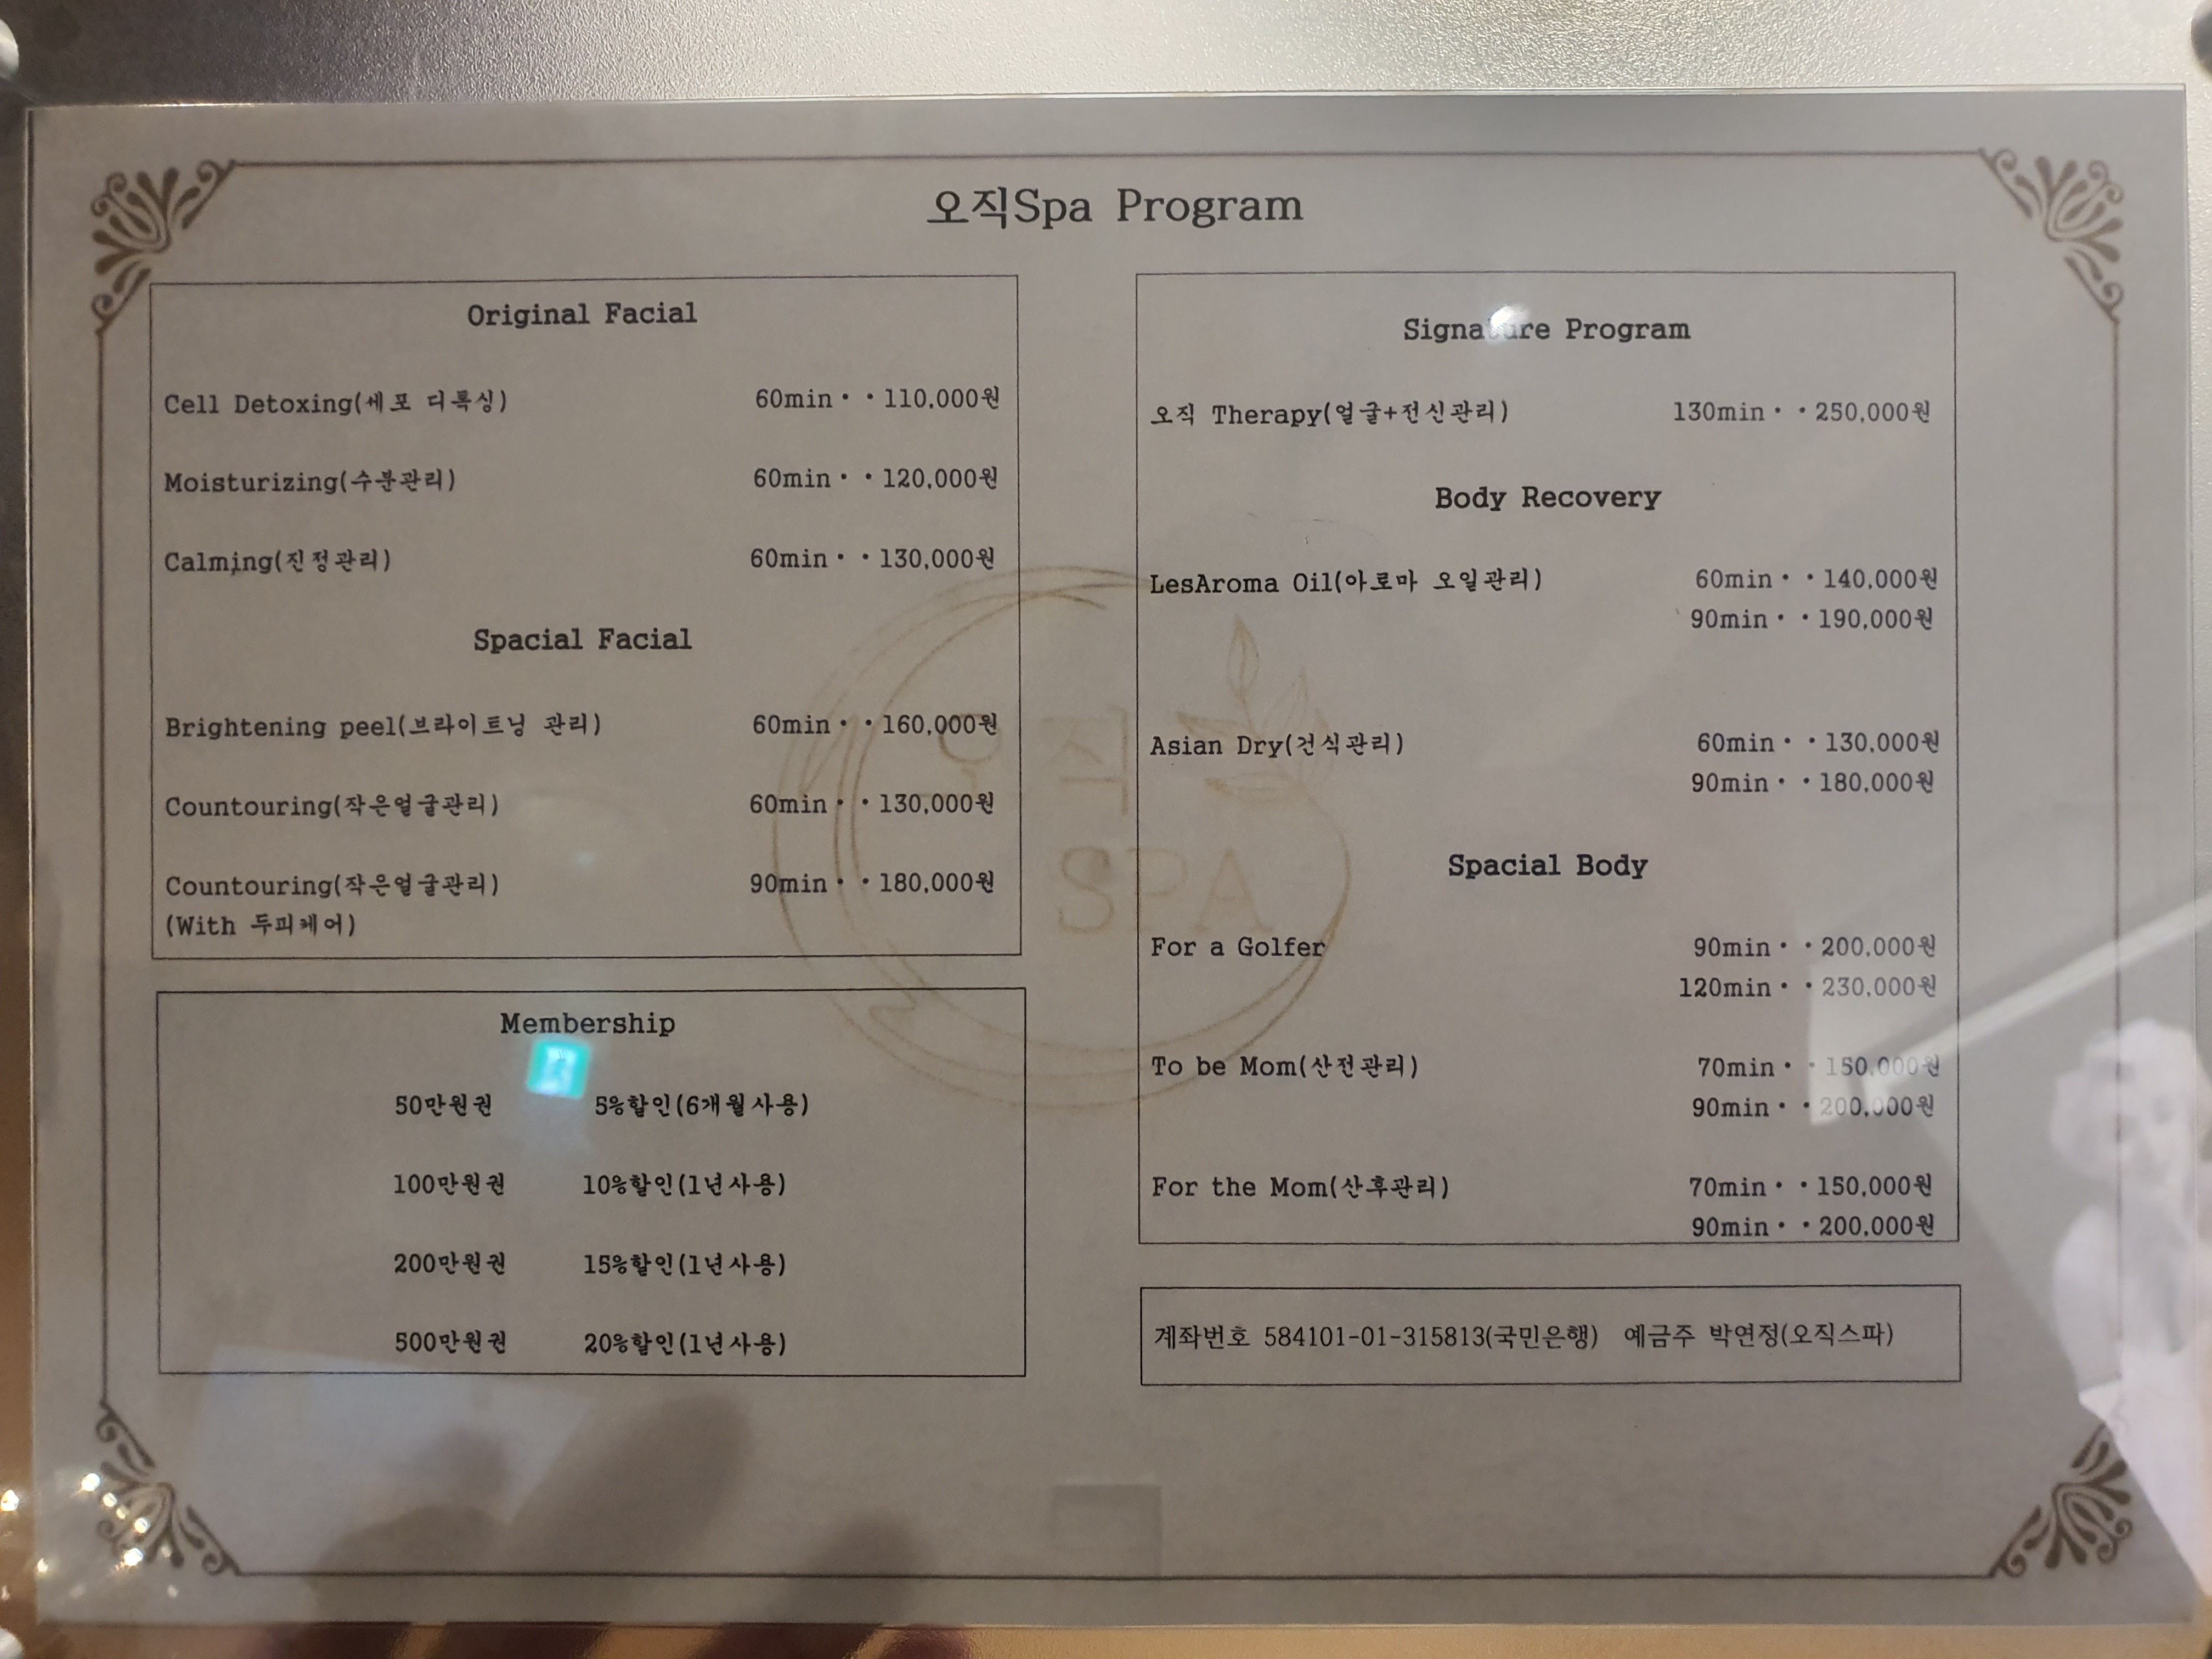 오직Spa Program
Original Facial
Cell Detoxing(세포 디톡싱) 60min··110,000원
Moisturizing(수분관리) 60min··120,000원
Calming(진정관리) 60min··130,000원
Spacial Facial
Brightening peel(브라이트닝 관리) 60min··160,000원
Countouring(작은얼굴관리) 60min··130,000원
Countouring(작은얼굴관리) 90min··180,000원
(With 두피케어)
Membership
50만원권 5%할인(6개월사용)
100만원권 10%할인(1년사용)
200만원권 15%할인(1년사용)
500만원권 20%할인(1년사용)
Signature Program
오직 Therapy(얼굴+전신관리) 130min··250,000원
Body Recovery
LesAroma Oil(아로마 오일관리) 60min··140,000원
90min··190,000원
Asian Dry(건식관리) 60min··130,000원
90min··180,000원
Spacial Body
For a Golfer 90min··200,000원
120min··230,000원
To be Mom(산전관리) 70min··150,000원
90min··200,000원
For the Mom(산후관리) 70min··150,000원
90min··200,000원
계좌번호 584101-01-315813(국민은행) 예금주 박연정(오직스파)
오직
SPA